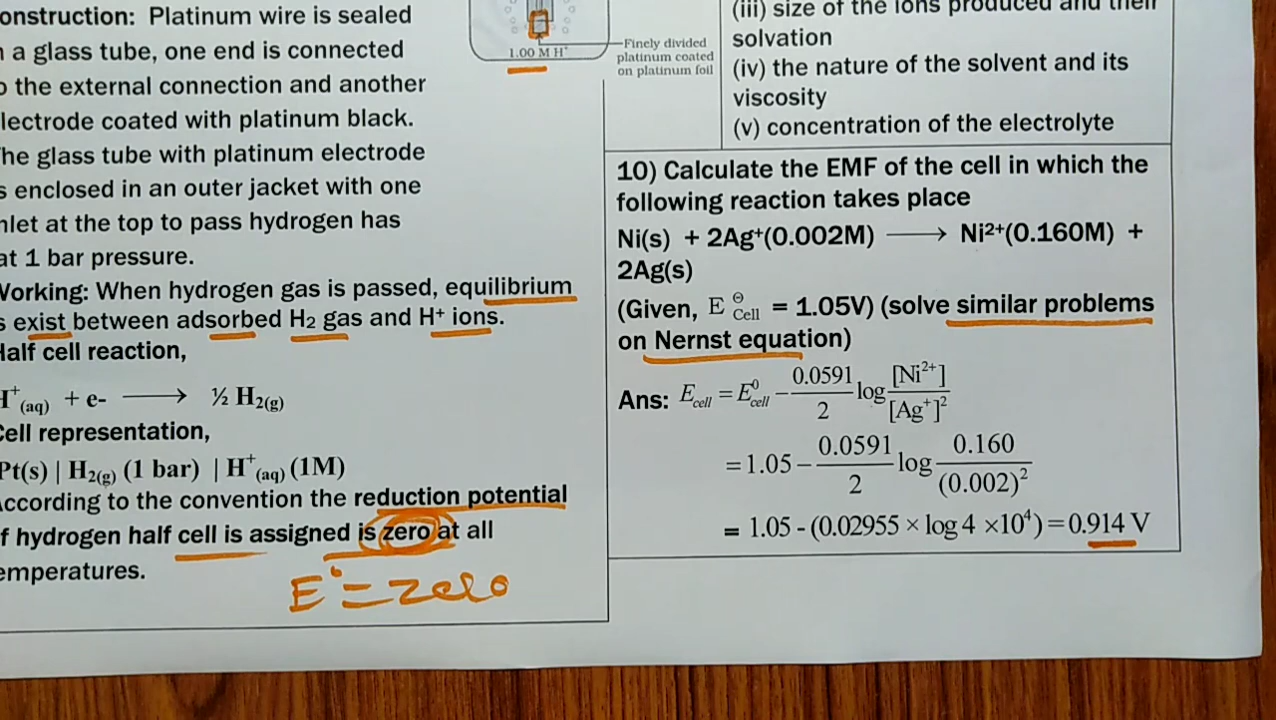 onstruction: Platinum wire is sealed
a glass tube, one end is connected
the external connection and another
lectrode coated with platinum black.
he glass tube with platinum electrode
s enclosed in an outer jacket with one
nlet at the top to pass hydrogen has
at 1 bar pressure.
Working: When hydrogen gas is passed, equilibrium
s exist between adsorbed H₂ gas and H⁺ ions.
Half cell reaction,
H⁺(aq) + e- ⟶ ½ H₂(g)
Cell representation,
Pt(s) | H₂(g) (1 bar) | H⁺(aq) (1M)
According to the convention the reduction potential
f hydrogen half cell is assigned is zero at all
emperatures.
E° = zero
1.00 M H⁺
Finely divided
platinum coated
on platinum foil
(iii) size of the ions produced and their
solvation
(iv) the nature of the solvent and its
viscosity
(v) concentration of the electrolyte
10) Calculate the EMF of the cell in which the
following reaction takes place
Ni(s) + 2Ag⁺(0.002M) ⟶ Ni²⁺(0.160M) +
2Ag(s)
(Given, E ⊖ Cell = 1.05V) (solve similar problems
on Nernst equation)
Ans: E cell = E⁰ cell − 0.0591/2 log [Ni²⁺]/[Ag⁺]²
= 1.05 − 0.0591/2 log 0.160/(0.002)²
= 1.05 - (0.02955 × log 4 ×10⁴) = 0.914 V